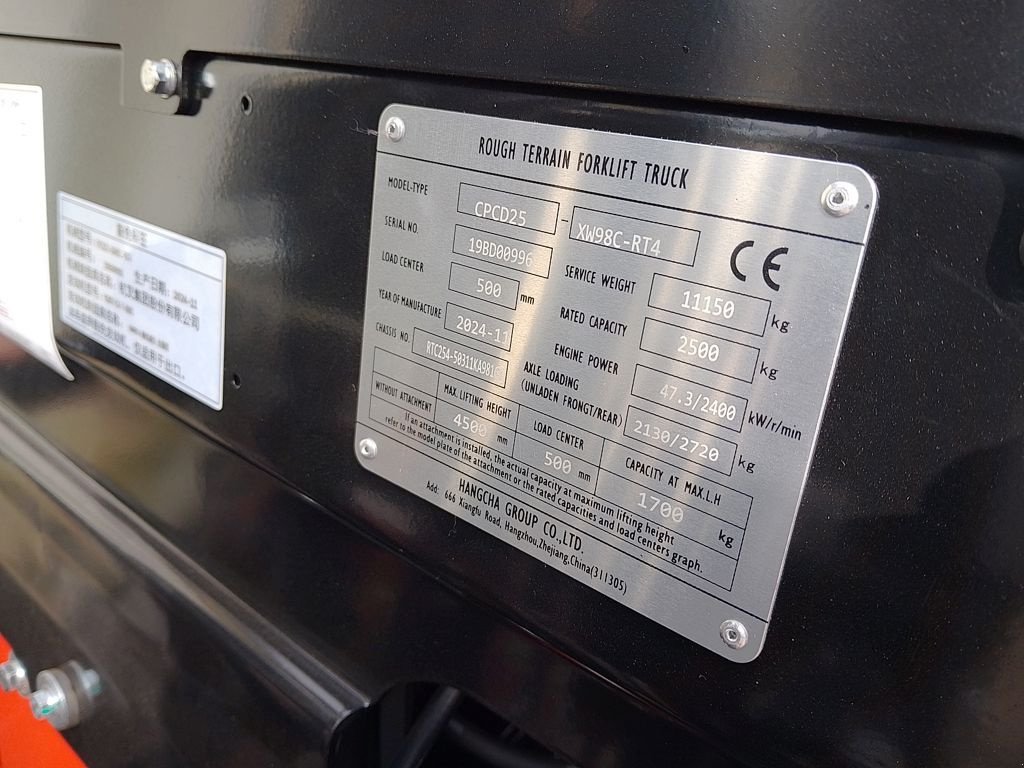 ROUGH TERRAIN FORKLIFT TRUCK
MODEL-TYPE CPCD25 - XW98C-RT4
SERIAL NO. 19BD00996
SERVICE WEIGHT 11150 kg
LOAD CENTER 500 mm
RATED CAPACITY 2500 kg
YEAR OF MANUFACTURE 2024-11
ENGINE POWER 47.3/2400 kW/r/min
CHASSIS NO.
AXLE LOADING
(UNLADEN FRONGT/REAR) 2130/2720 kg
CE
WITHOUT ATTACHMENT
MAX. LIFTING HEIGHT
4500 mm
LOAD CENTER
500 mm
CAPACITY AT MAX.L.H
1700 kg
If an attachment is installed, the actual capacity at maximum lifting height
refer to the model plate of the attachment or the rated capacities and load centers graph.
HANGCHA GROUP CO.,LTD.
Add: 666 Xiangfu Road, Hangzhou,Zhejiang,China(311305)
生产日期: